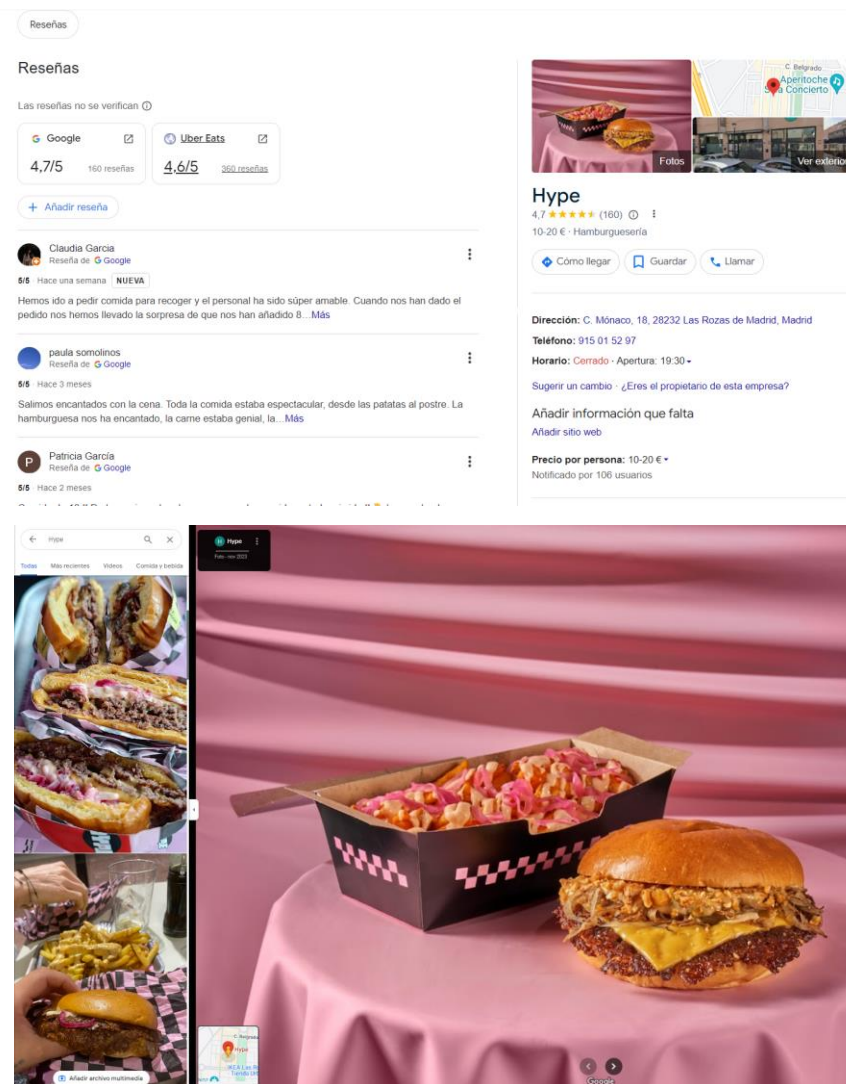 Reseñas
Reseñas
Las reseñas no se verifican
Google
4,7/5 160 reseñas
Uber Eats
4,6/5 360 reseñas
+ Añadir reseña
Claudia Garcia
Reseña de Google
5/5 Hace una semana NUEVA
Hemos ido a pedir comida para recoger y el personal ha sido súper amable. Cuando nos han dado el
pedido nos hemos llevado la sorpresa de que nos han añadido 8...Más
paula somolinos
Reseña de Google
5/5 Hace 3 meses
Salimos encantados con la cena. Toda la comida estaba espectacular, desde las patatas al postre. La
hamburguesa nos ha encantado, la carne estaba genial, la...Más
P
Patricia García
Reseña de Google
5/5 Hace 2 meses
C. Belgrado
Aperitoche
Sala Concierto
Fotos
Ver exterior
Hype
4,7 (160)
10-20 € · Hamburguesería
Cómo llegar
Guardar
Llamar
Dirección: C. Mónaco, 18, 28232 Las Rozas de Madrid, Madrid
Teléfono: 915 01 52 97
Horario: Cerrado · Apertura: 19:30
Sugerir un cambio · ¿Eres el propietario de esta empresa?
Añadir información que falta
Añadir sitio web
Precio por persona: 10-20 €
Notificado por 106 usuarios
Hype
Todas Más recientes Vídeos Comida y bebida
H Hype
Foto - nov 2023
Añadir archivo multimedia
C. Belgrado
Hype
Google